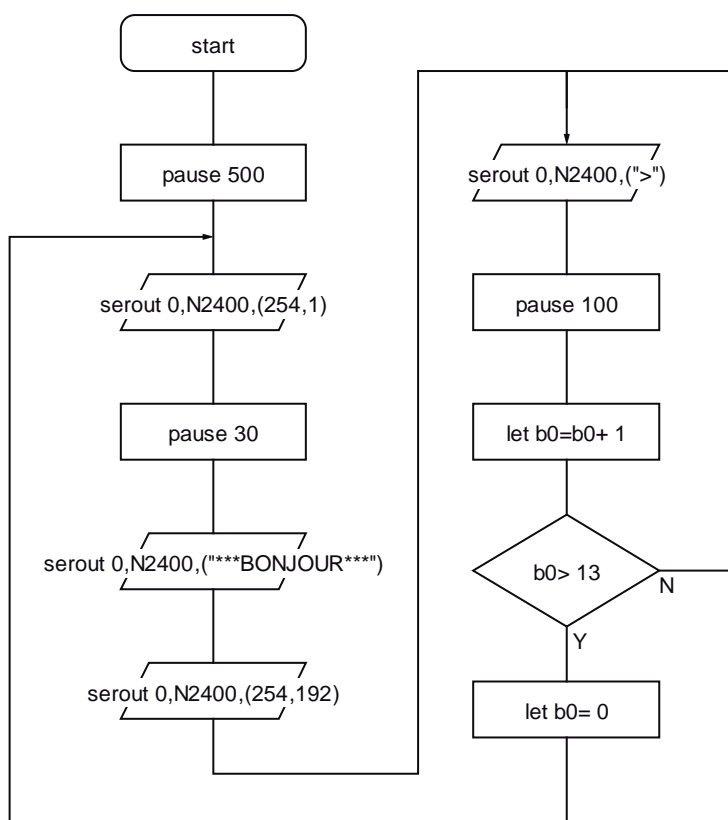 start
pause 500
serout 0,N2400,(254,1)
pause 30
serout 0,N2400,("***BONJOUR***")
serout 0,N2400,(254,192)
serout 0,N2400,(">")
pause 100
let b0=b0+ 1
b0> 13
N
Y
let b0= 0